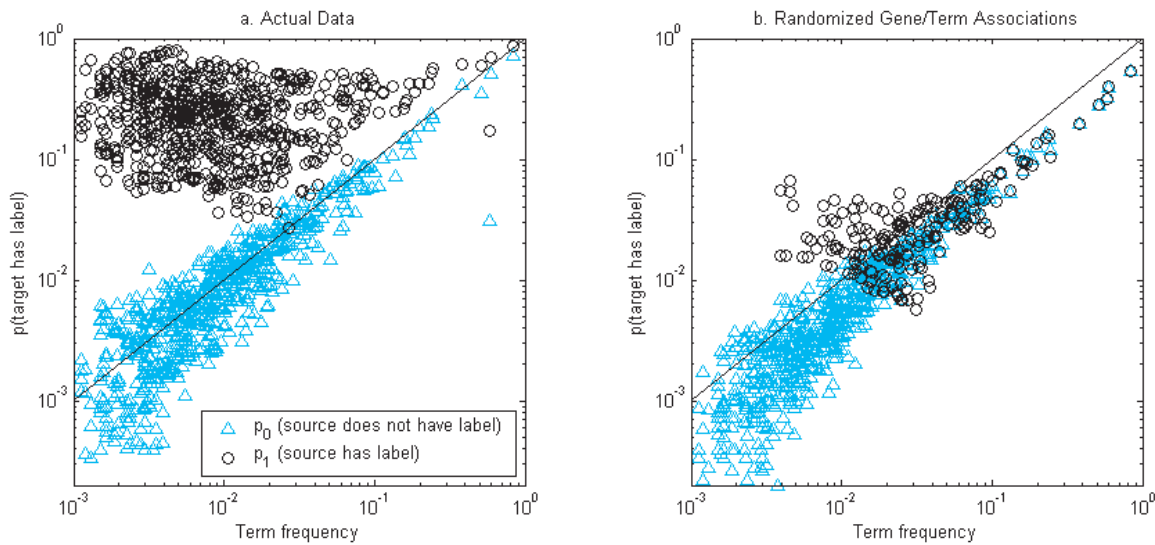 a. Actual Data
10^0
10^-1
10^-2
10^-3
p(target has label)
p_0 (source does not have label)
p_1 (source has label)
10^-3
10^-2
10^-1
10^0
Term frequency
b. Randomized Gene/Term Associations
10^0
10^-1
10^-2
10^-3
p(target has label)
10^-3
10^-2
10^-1
10^0
Term frequency